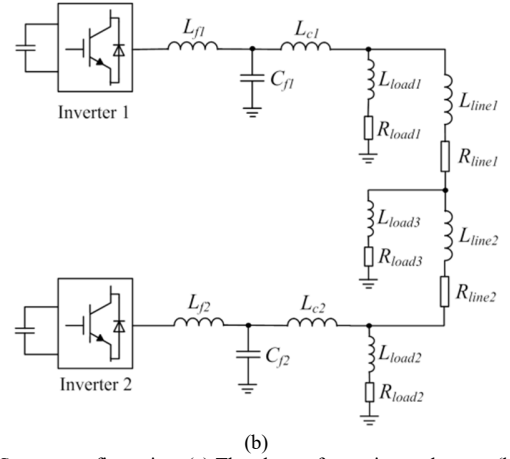 L_f1
L_c1
C_f1
L_load1
R_load1
L_line1
R_line1
Inverter 1
L_load3
R_load3
L_line2
R_line2
L_f2
L_c2
C_f2
L_load2
R_load2
Inverter 2
(b)